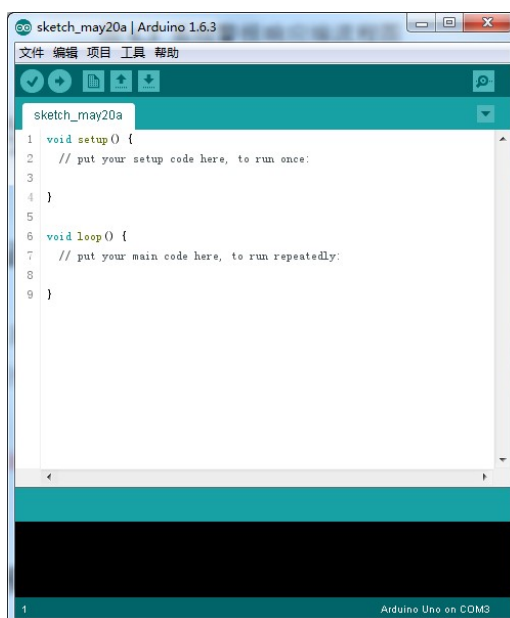 sketch_may20a | Arduino 1.6.3
文件 编辑 项目 工具 帮助
sketch_may20a
1 void setup() {
2 // put your setup code here, to run once:
3
4 }
5
6 void loop() {
7 // put your main code here, to run repeatedly:
8
9 }
1 Arduino Uno on COM3